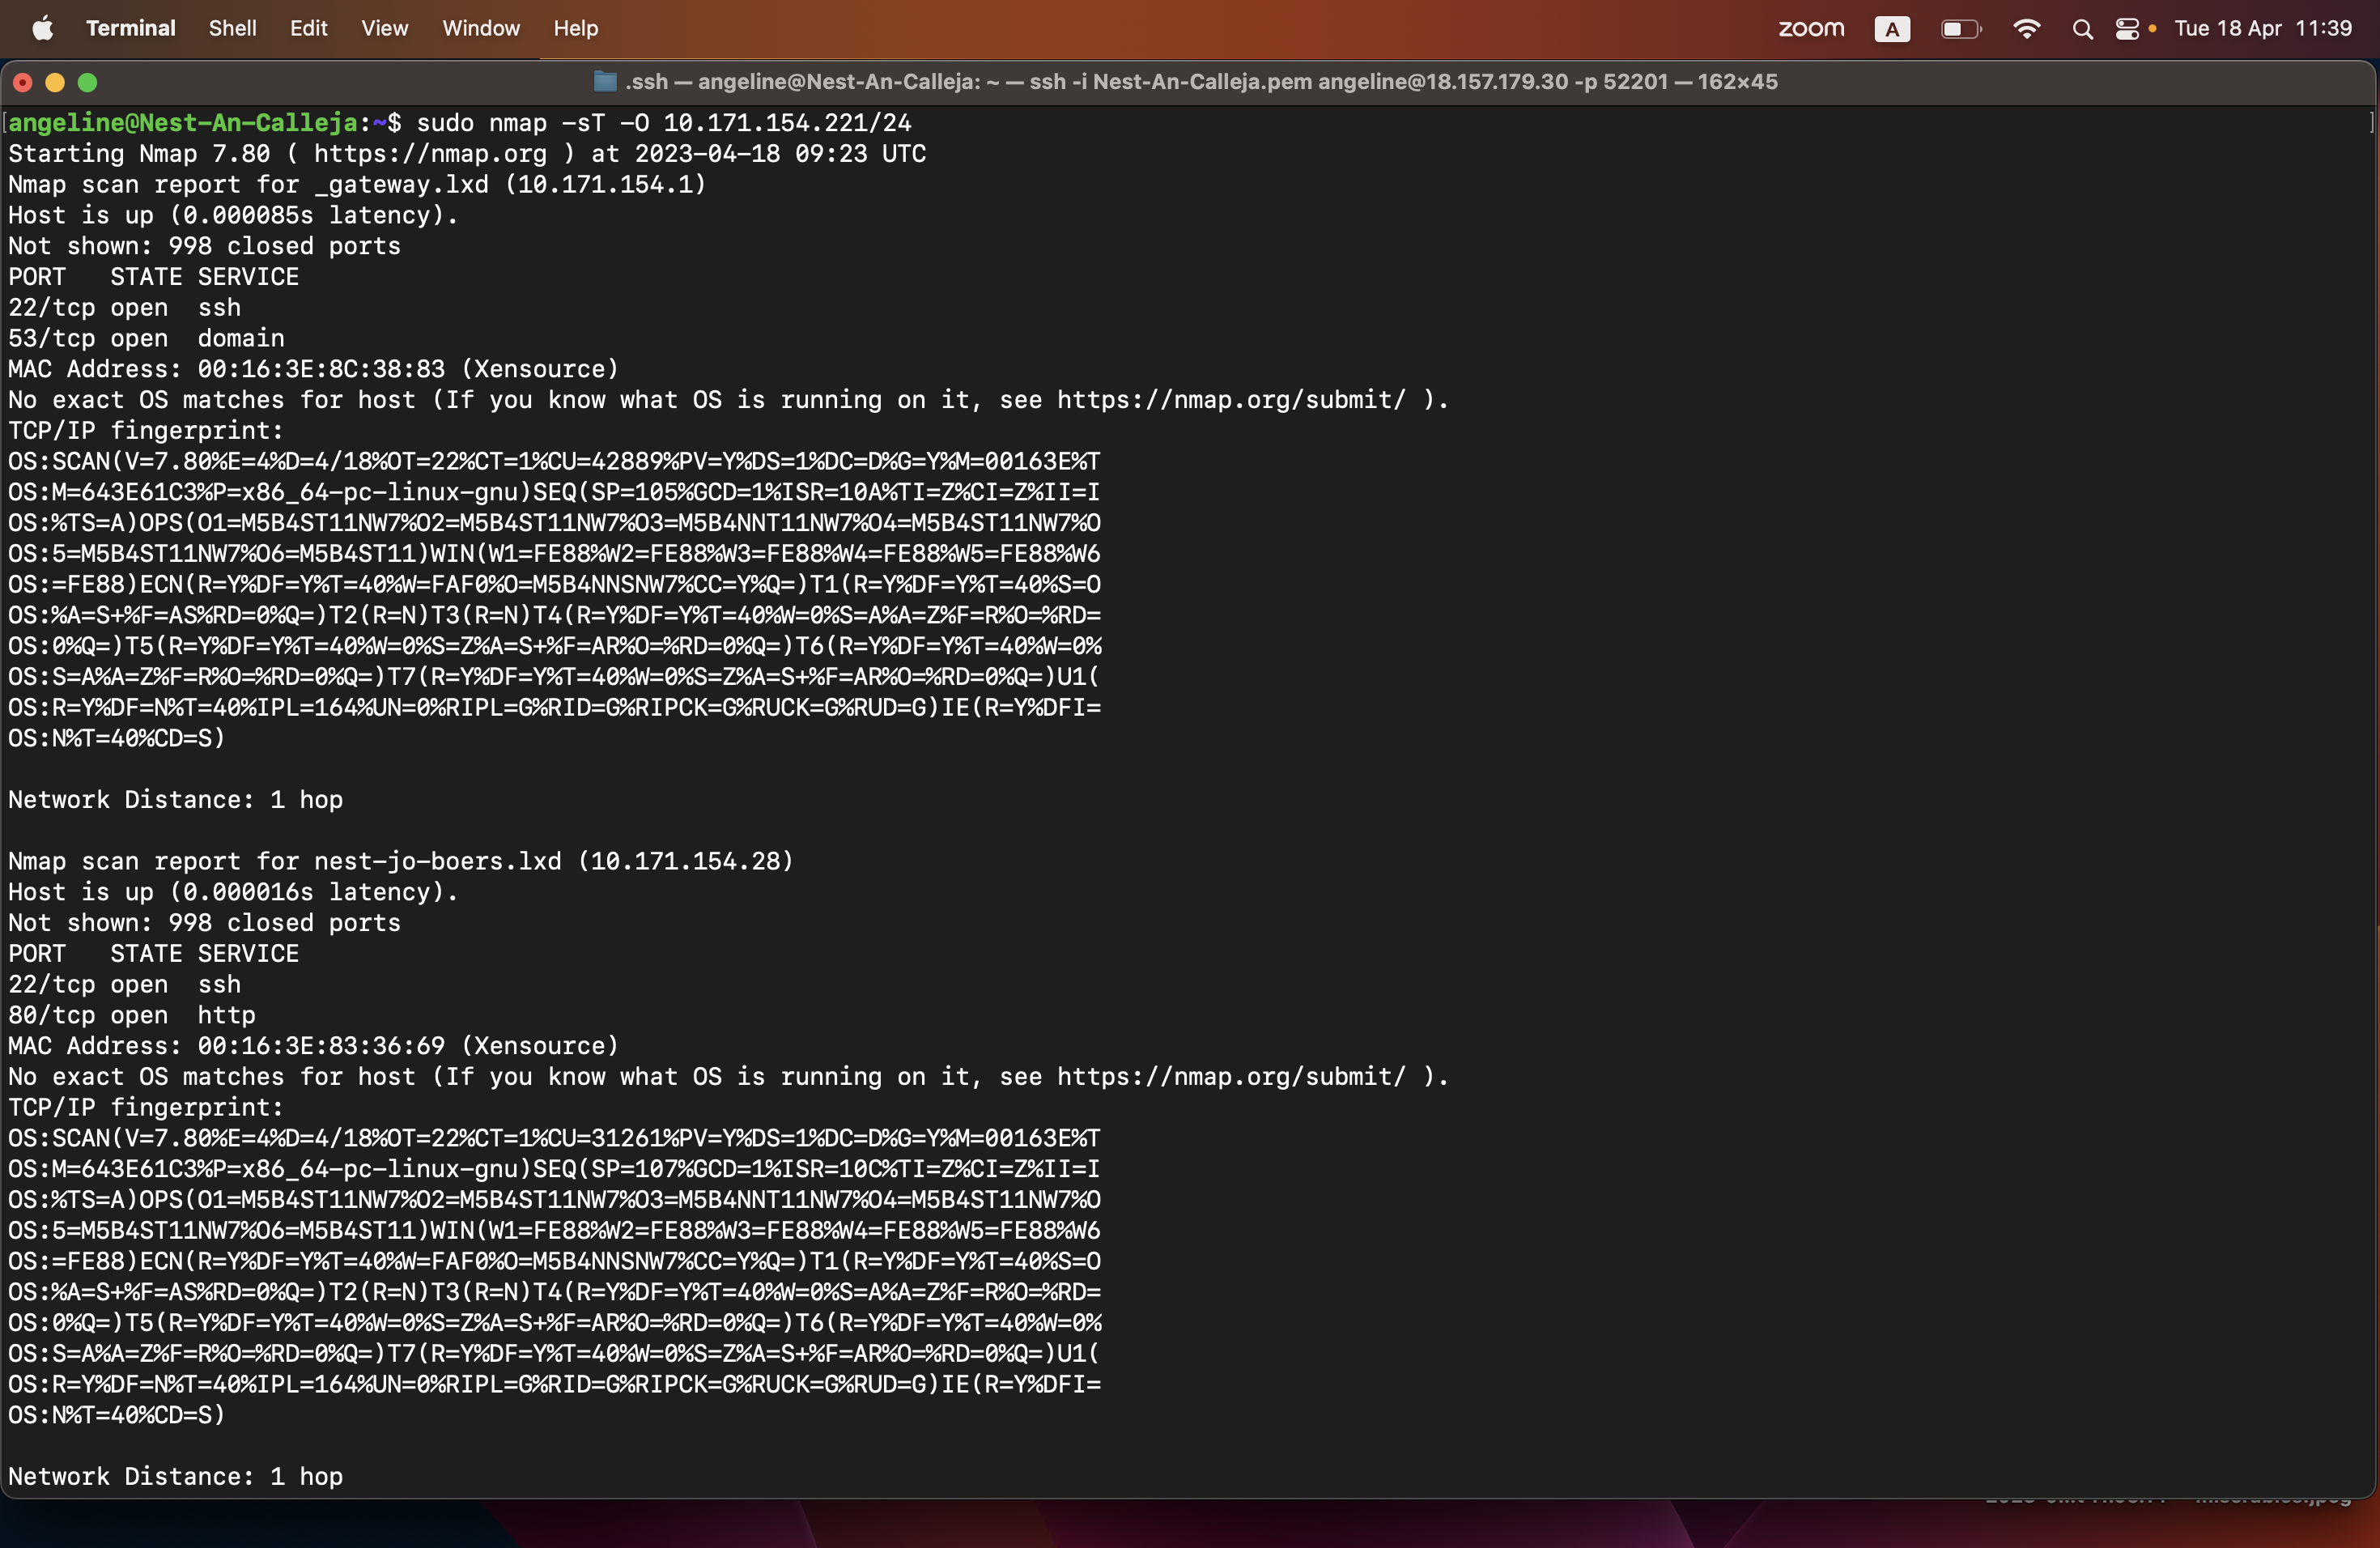 Terminal Shell Edit View Window Help zoom A Tue 18 Apr 11:39
.ssh — angeline@Nest-An-Calleja: ~ — ssh -i Nest-An-Calleja.pem angeline@18.157.179.30 -p 52201 — 162×45
[angeline@Nest-An-Calleja:~$ sudo nmap -sT -O 10.171.154.221/24 ]
Starting Nmap 7.80 ( https://nmap.org ) at 2023-04-18 09:23 UTC
Nmap scan report for _gateway.lxd (10.171.154.1)
Host is up (0.000085s latency).
Not shown: 998 closed ports
PORT   STATE SERVICE
22/tcp open  ssh
53/tcp open  domain
MAC Address: 00:16:3E:8C:38:83 (Xensource)
No exact OS matches for host (If you know what OS is running on it, see https://nmap.org/submit/ ).
TCP/IP fingerprint:
OS:SCAN(V=7.80%E=4%D=4/18%OT=22%CT=1%CU=42889%PV=Y%DS=1%DC=D%G=Y%M=00163E%T
OS:M=643E61C3%P=x86_64-pc-linux-gnu)SEQ(SP=105%GCD=1%ISR=10A%TI=Z%CI=Z%II=I
OS:%TS=A)OPS(O1=M5B4ST11NW7%O2=M5B4ST11NW7%O3=M5B4NNT11NW7%O4=M5B4ST11NW7%O
OS:5=M5B4ST11NW7%O6=M5B4ST11)WIN(W1=FE88%W2=FE88%W3=FE88%W4=FE88%W5=FE88%W6
OS:=FE88)ECN(R=Y%DF=Y%T=40%W=FAF0%O=M5B4NNSNW7%CC=Y%Q=)T1(R=Y%DF=Y%T=40%S=O
OS:%A=S+%F=AS%RD=0%Q=)T2(R=N)T3(R=N)T4(R=Y%DF=Y%T=40%W=0%S=A%A=Z%F=R%O=%RD=
OS:0%Q=)T5(R=Y%DF=Y%T=40%W=0%S=Z%A=S+%F=AR%O=%RD=0%Q=)T6(R=Y%DF=Y%T=40%W=0%
OS:S=A%A=Z%F=R%O=%RD=0%Q=)T7(R=Y%DF=Y%T=40%W=0%S=Z%A=S+%F=AR%O=%RD=0%Q=)U1(
OS:R=Y%DF=N%T=40%IPL=164%UN=0%RIPL=G%RID=G%RIPCK=G%RUCK=G%RUD=G)IE(R=Y%DFI=
OS:N%T=40%CD=S)
Network Distance: 1 hop
Nmap scan report for nest-jo-boers.lxd (10.171.154.28)
Host is up (0.000016s latency).
Not shown: 998 closed ports
PORT   STATE SERVICE
22/tcp open  ssh
80/tcp open  http
MAC Address: 00:16:3E:83:36:69 (Xensource)
No exact OS matches for host (If you know what OS is running on it, see https://nmap.org/submit/ ).
TCP/IP fingerprint:
OS:SCAN(V=7.80%E=4%D=4/18%OT=22%CT=1%CU=31261%PV=Y%DS=1%DC=D%G=Y%M=00163E%T
OS:M=643E61C3%P=x86_64-pc-linux-gnu)SEQ(SP=107%GCD=1%ISR=10C%TI=Z%CI=Z%II=I
OS:%TS=A)OPS(O1=M5B4ST11NW7%O2=M5B4ST11NW7%O3=M5B4NNT11NW7%O4=M5B4ST11NW7%O
OS:5=M5B4ST11NW7%O6=M5B4ST11)WIN(W1=FE88%W2=FE88%W3=FE88%W4=FE88%W5=FE88%W6
OS:=FE88)ECN(R=Y%DF=Y%T=40%W=FAF0%O=M5B4NNSNW7%CC=Y%Q=)T1(R=Y%DF=Y%T=40%S=O
OS:%A=S+%F=AS%RD=0%Q=)T2(R=N)T3(R=N)T4(R=Y%DF=Y%T=40%W=0%S=A%A=Z%F=R%O=%RD=
OS:0%Q=)T5(R=Y%DF=Y%T=40%W=0%S=Z%A=S+%F=AR%O=%RD=0%Q=)T6(R=Y%DF=Y%T=40%W=0%
OS:S=A%A=Z%F=R%O=%RD=0%Q=)T7(R=Y%DF=Y%T=40%W=0%S=Z%A=S+%F=AR%O=%RD=0%Q=)U1(
OS:R=Y%DF=N%T=40%IPL=164%UN=0%RIPL=G%RID=G%RIPCK=G%RUCK=G%RUD=G)IE(R=Y%DFI=
OS:N%T=40%CD=S)
Network Distance: 1 hop